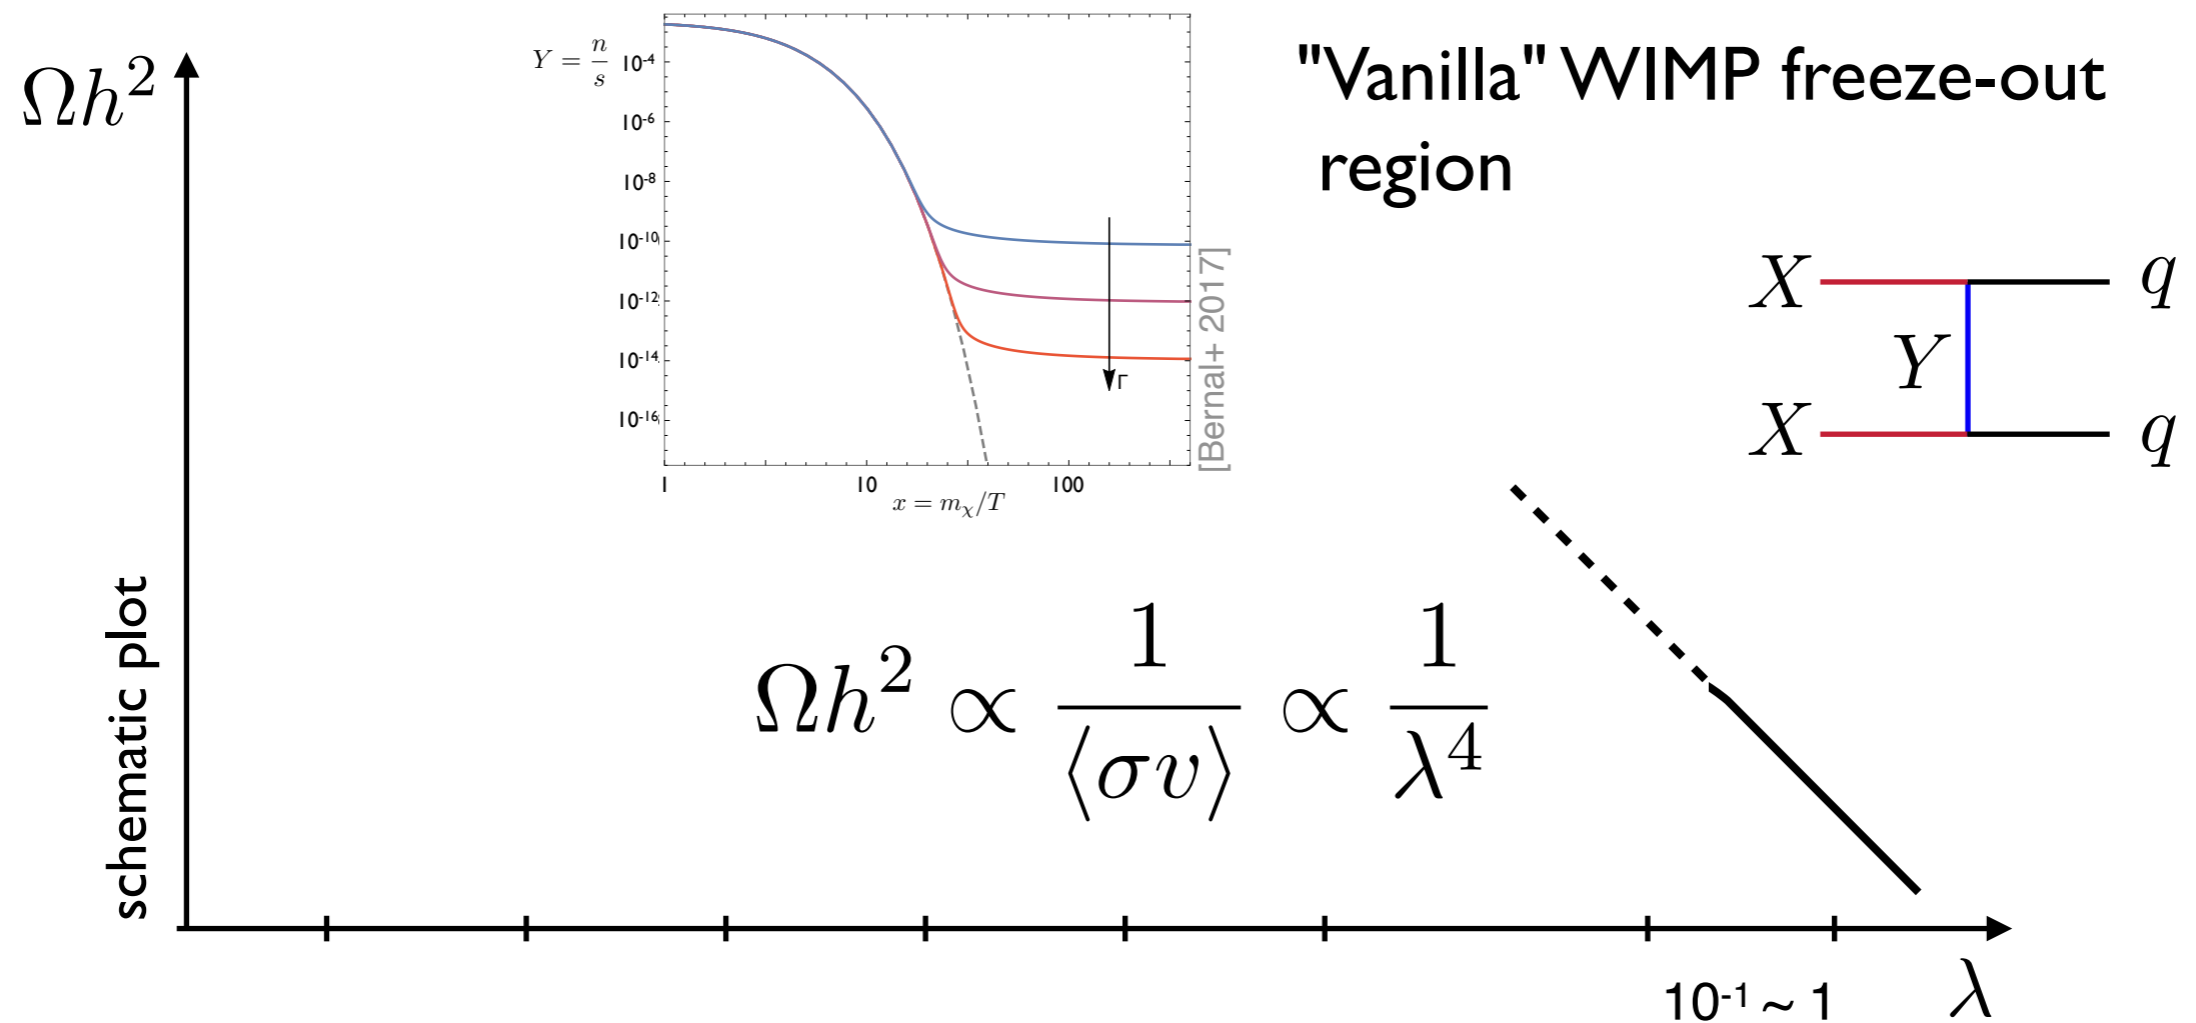 "Vanilla" WIMP freeze-out
region
Ωh²
schematic plot
Y = n/s
10⁻⁴
10⁻⁶
10⁻⁸
10⁻¹⁰
10⁻¹²
10⁻¹⁴
10⁻¹⁶
1 10 100
x = m_χ/T
Γ
[Bernal+ 2017]
X q
Y
X q
Ωh² ∝ 1/⟨σv⟩ ∝ 1/λ⁴
10⁻¹ ~ 1
λ